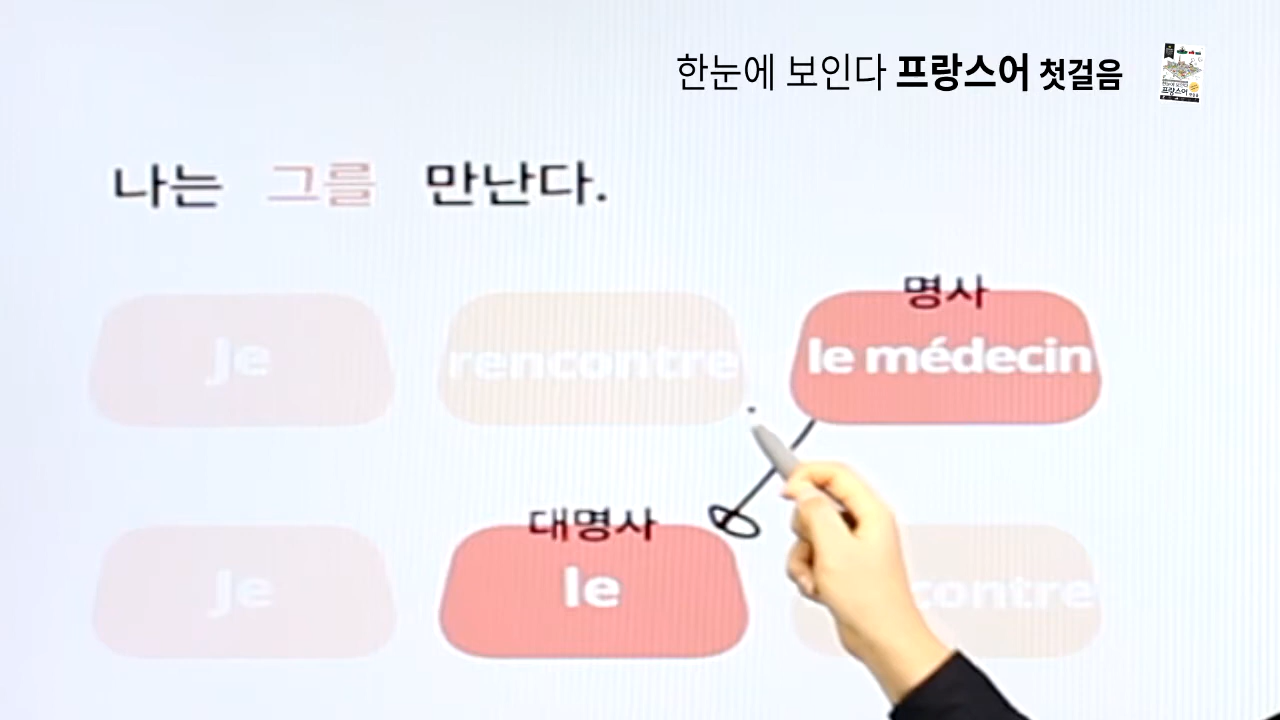 한눈에 보인다 프랑스어 첫걸음
나는 그를 만난다.
명사
Je rencontre le médecin
대명사
Je le contre